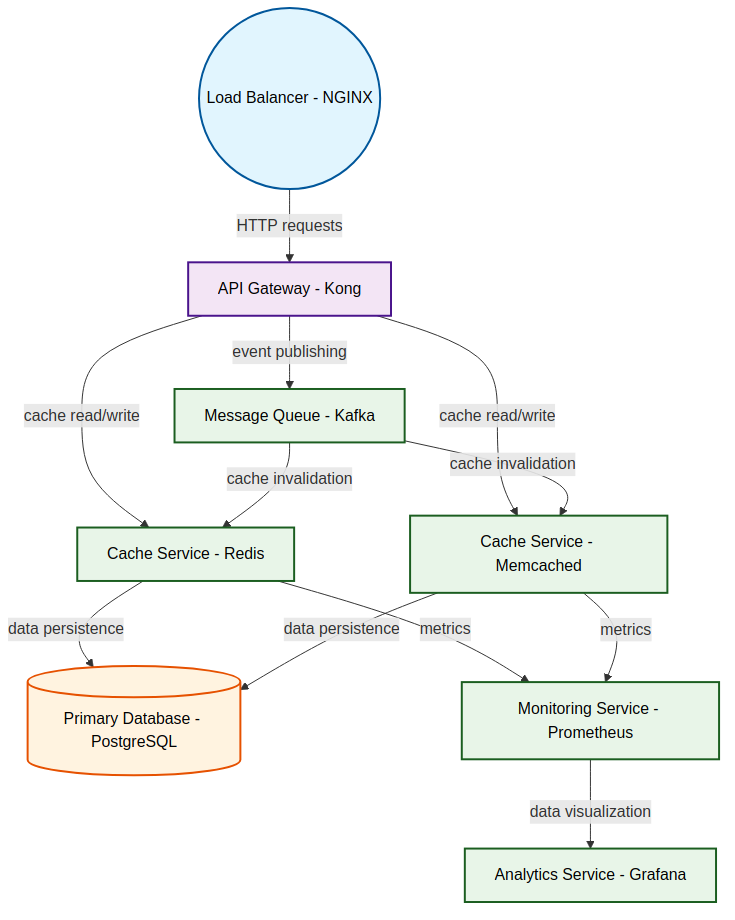 Load Balancer - NGINX
HTTP requests
API Gateway - Kong
event publishing
cache read/write
Message Queue - Kafka
cache read/write
cache invalidation
cache invalidation
Cache Service - Redis
Cache Service -
Memcached
data persistence
data persistence
metrics
metrics
Primary Database -
PostgreSQL
Monitoring Service -
Prometheus
data visualization
Analytics Service - Grafana